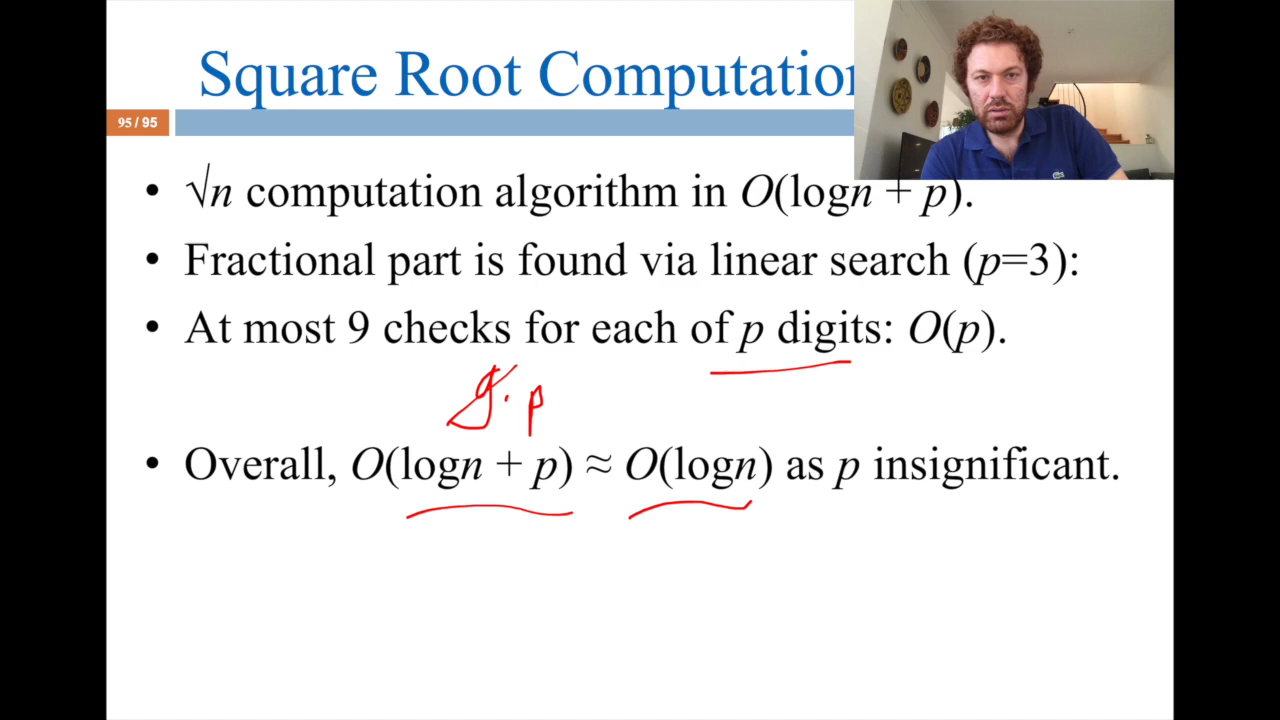 Square Root Computation
95 / 95
• √n computation algorithm in O(logn + p).
• Fractional part is found via linear search (p=3):
• At most 9 checks for each of p digits: O(p).
9. p
• Overall, O(logn + p) ≈ O(logn) as p insignificant.